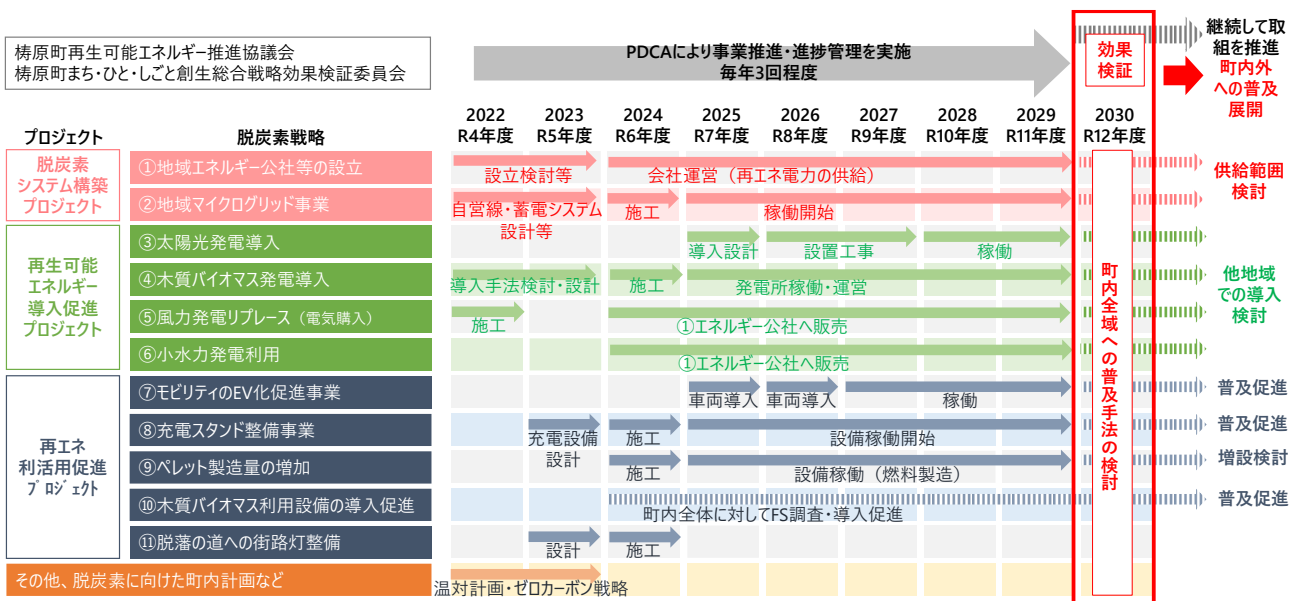 梼原町再生可能エネルギー推進協議会
梼原町まち・ひと・しごと創生総合戦略効果検証委員会
PDCAにより事業推進・進捗管理を実施
毎年3回程度
効果
検証
継続して取
組を推進
町内外
への普及
展開
プロジェクト
脱炭素戦略
2022
R4年度
2023
R5年度
2024
R6年度
2025
R7年度
2026
R8年度
2027
R9年度
2028
R10年度
2029
R11年度
2030
R12年度
脱炭素
システム構築
プロジェクト
①地域エネルギー公社等の設立
設立検討等
会社運営（再エネ電力の供給）
②地域マイクログリッド事業
自営線・蓄電システム
設計等
施工
稼働開始
供給範囲
検討
再生可能
エネルギー
導入促進
プロジェクト
③太陽光発電導入
導入設計
設置工事
稼働
④木質バイオマス発電導入
導入手法検討・設計
施工
発電所稼働・運営
⑤風力発電リプレース（電気購入）
施工
①エネルギー公社へ販売
⑥小水力発電利用
①エネルギー公社へ販売
他地域
での導入
検討
再エネ
利活用促進
プロジェクト
⑦モビリティのEV化促進事業
車両導入
車両導入
稼働
普及促進
⑧充電スタンド整備事業
充電設備
設計
施工
設備稼働開始
普及促進
⑨ペレット製造量の増加
施工
設備稼働（燃料製造）
増設検討
⑩木質バイオマス利用設備の導入促進
町内全体に対してFS調査・導入促進
普及促進
⑪脱藩の道への街路灯整備
設計
施工
その他、脱炭素に向けた町内計画など
温対計画・ゼロカーボン戦略
町内全域への普及手法の検討